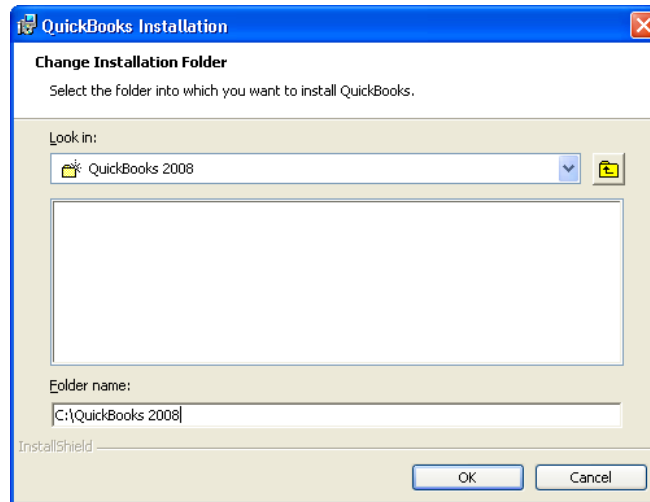 QuickBooks Installation
Change Installation Folder
Select the folder into which you want to install QuickBooks.
Look in:
QuickBooks 2008
Folder name:
C:\QuickBooks 2008
InstallShield
OK Cancel